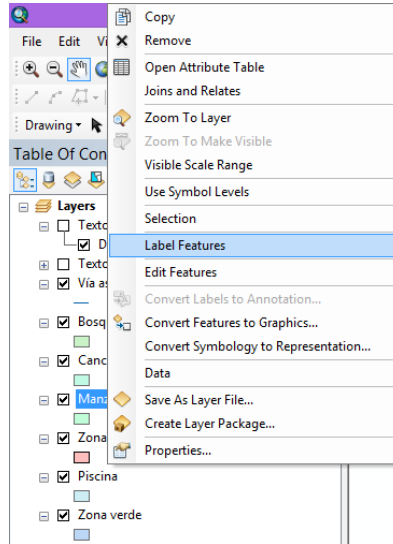 File Edit Vi
Drawing
Table Of Con
Layers
Texto
D
Texto
Vía as
Bosq
Canc
Manz
Zona
Piscina
Zona verde
Copy
Remove
Open Attribute Table
Joins and Relates
Zoom To Layer
Zoom To Make Visible
Visible Scale Range
Use Symbol Levels
Selection
Label Features
Edit Features
Convert Labels to Annotation...
Convert Features to Graphics...
Convert Symbology to Representation...
Data
Save As Layer File...
Create Layer Package...
Properties...